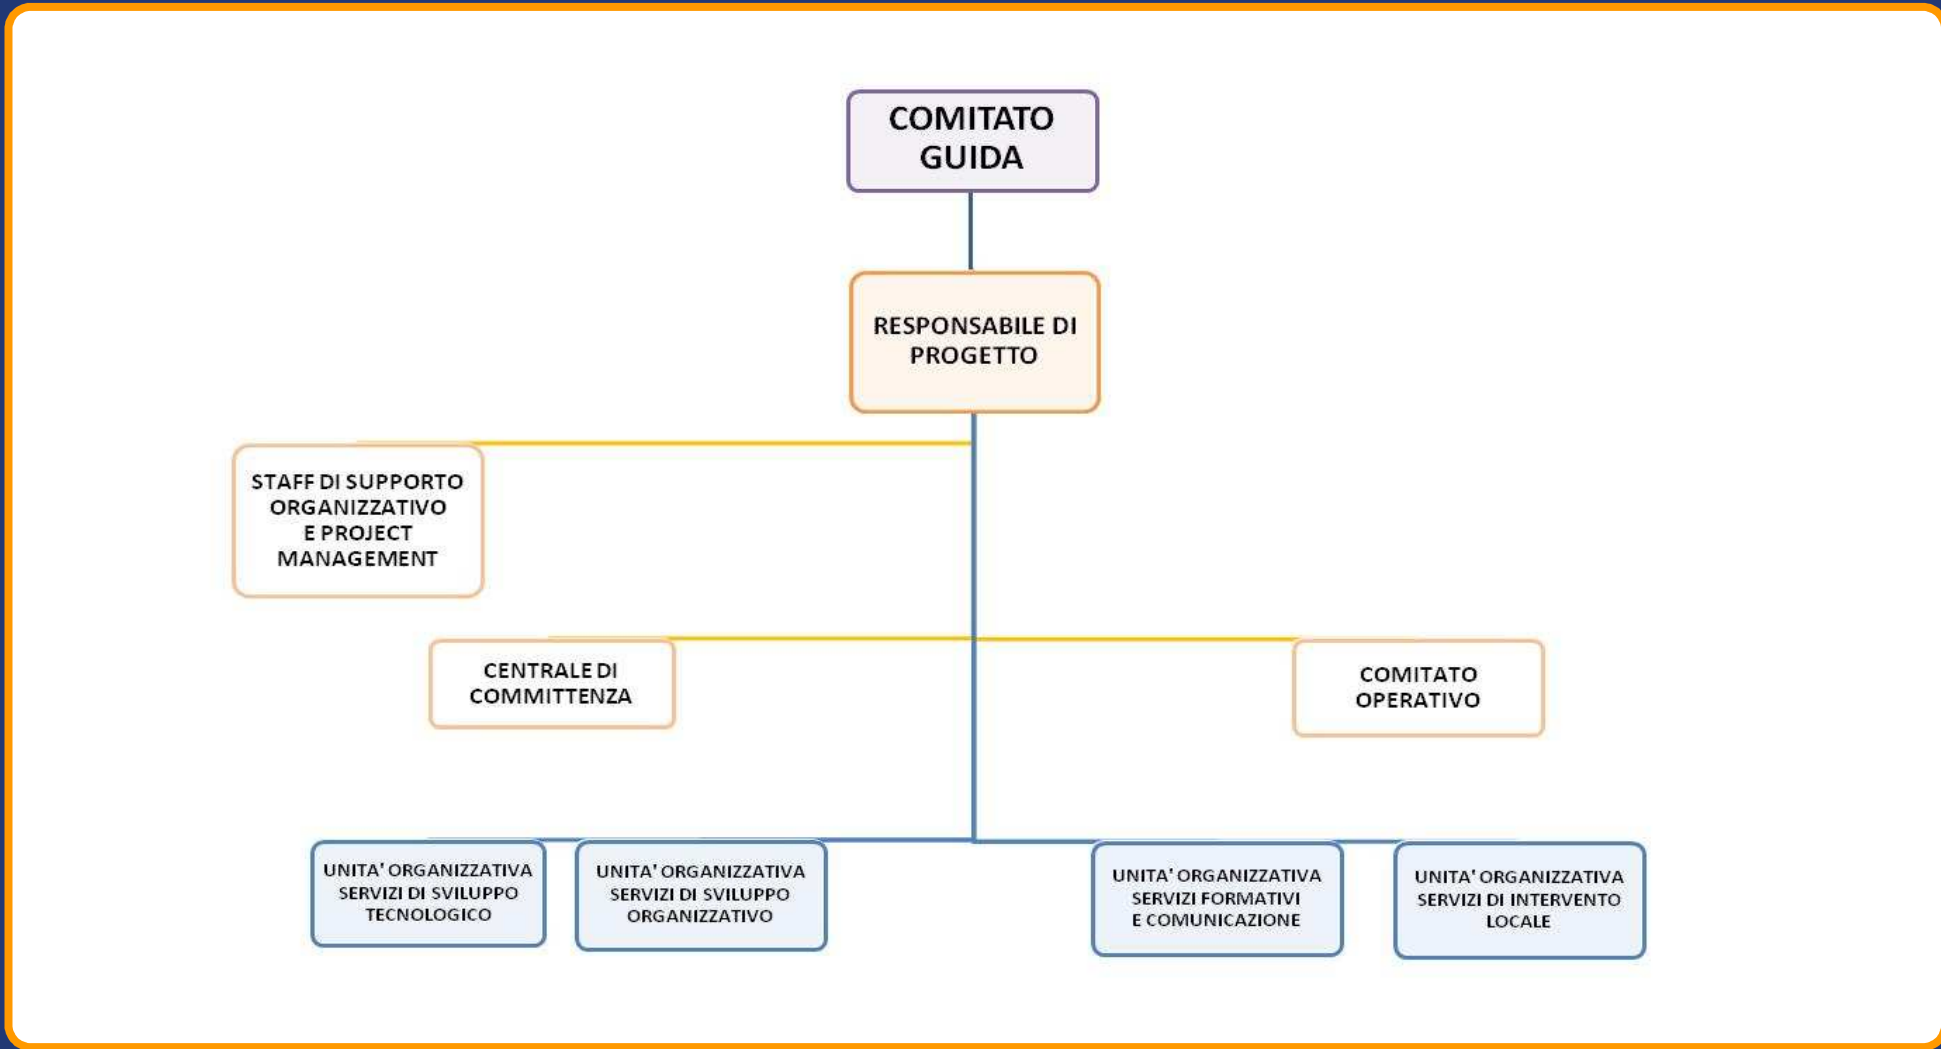 COMITATO
GUIDA
RESPONSABILE DI
PROGETTO
STAFF DI SUPPORTO
ORGANIZZATIVO
E PROJECT
MANAGEMENT
CENTRALE DI
COMMITTENZA
COMITATO
OPERATIVO
UNITA' ORGANIZZATIVA
SERVIZI DI SVILUPPO
TECNOLOGICO
UNITA' ORGANIZZATIVA
SERVIZI DI SVILUPPO
ORGANIZZATIVO
UNITA' ORGANIZZATIVA
SERVIZI FORMATIVI
E COMUNICAZIONE
UNITA' ORGANIZZATIVA
SERVIZI DI INTERVENTO
LOCALE